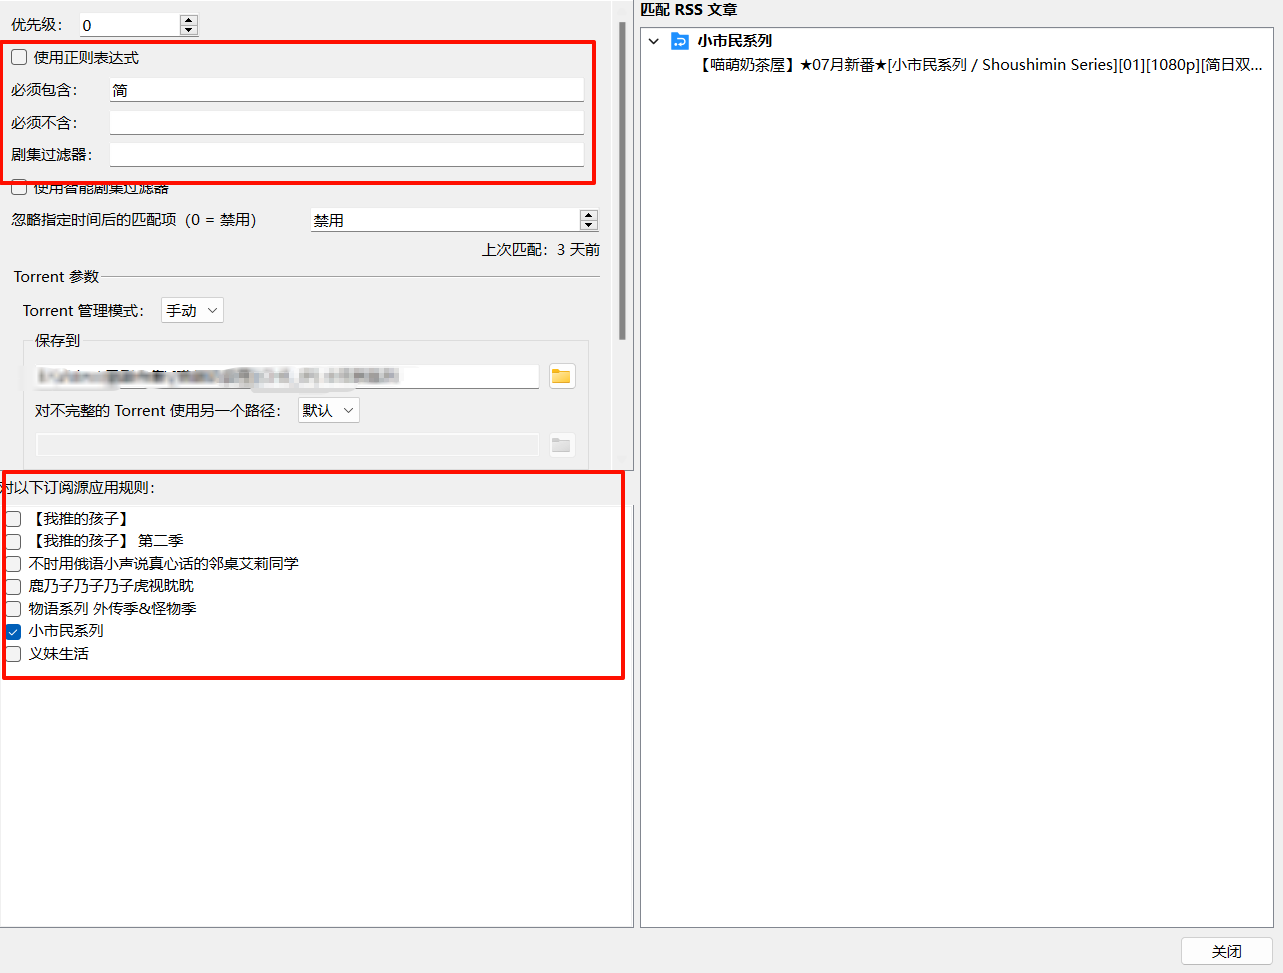 优先级：
0
使用正则表达式
必须包含：
简
必须不含：
剧集过滤器：
使用智能剧集过滤器
忽略指定时间后的匹配项（0 = 禁用）
禁用
上次匹配：3 天前
Torrent 参数
Torrent 管理模式：
手动
保存到
对不完整的 Torrent 使用另一个路径：
默认
对以下订阅源应用规则：
【我推的孩子】
【我推的孩子】 第二季
不时用俄语小声说真心话的邻桌艾莉同学
鹿乃子乃子乃子虎视眈眈
物语系列 外传季&怪物季
小市民系列
义妹生活
匹配 RSS 文章
小市民系列
【喵萌奶茶屋】★07月新番★[小市民系列 / Shoushimin Series][01][1080p][简日双...
关闭